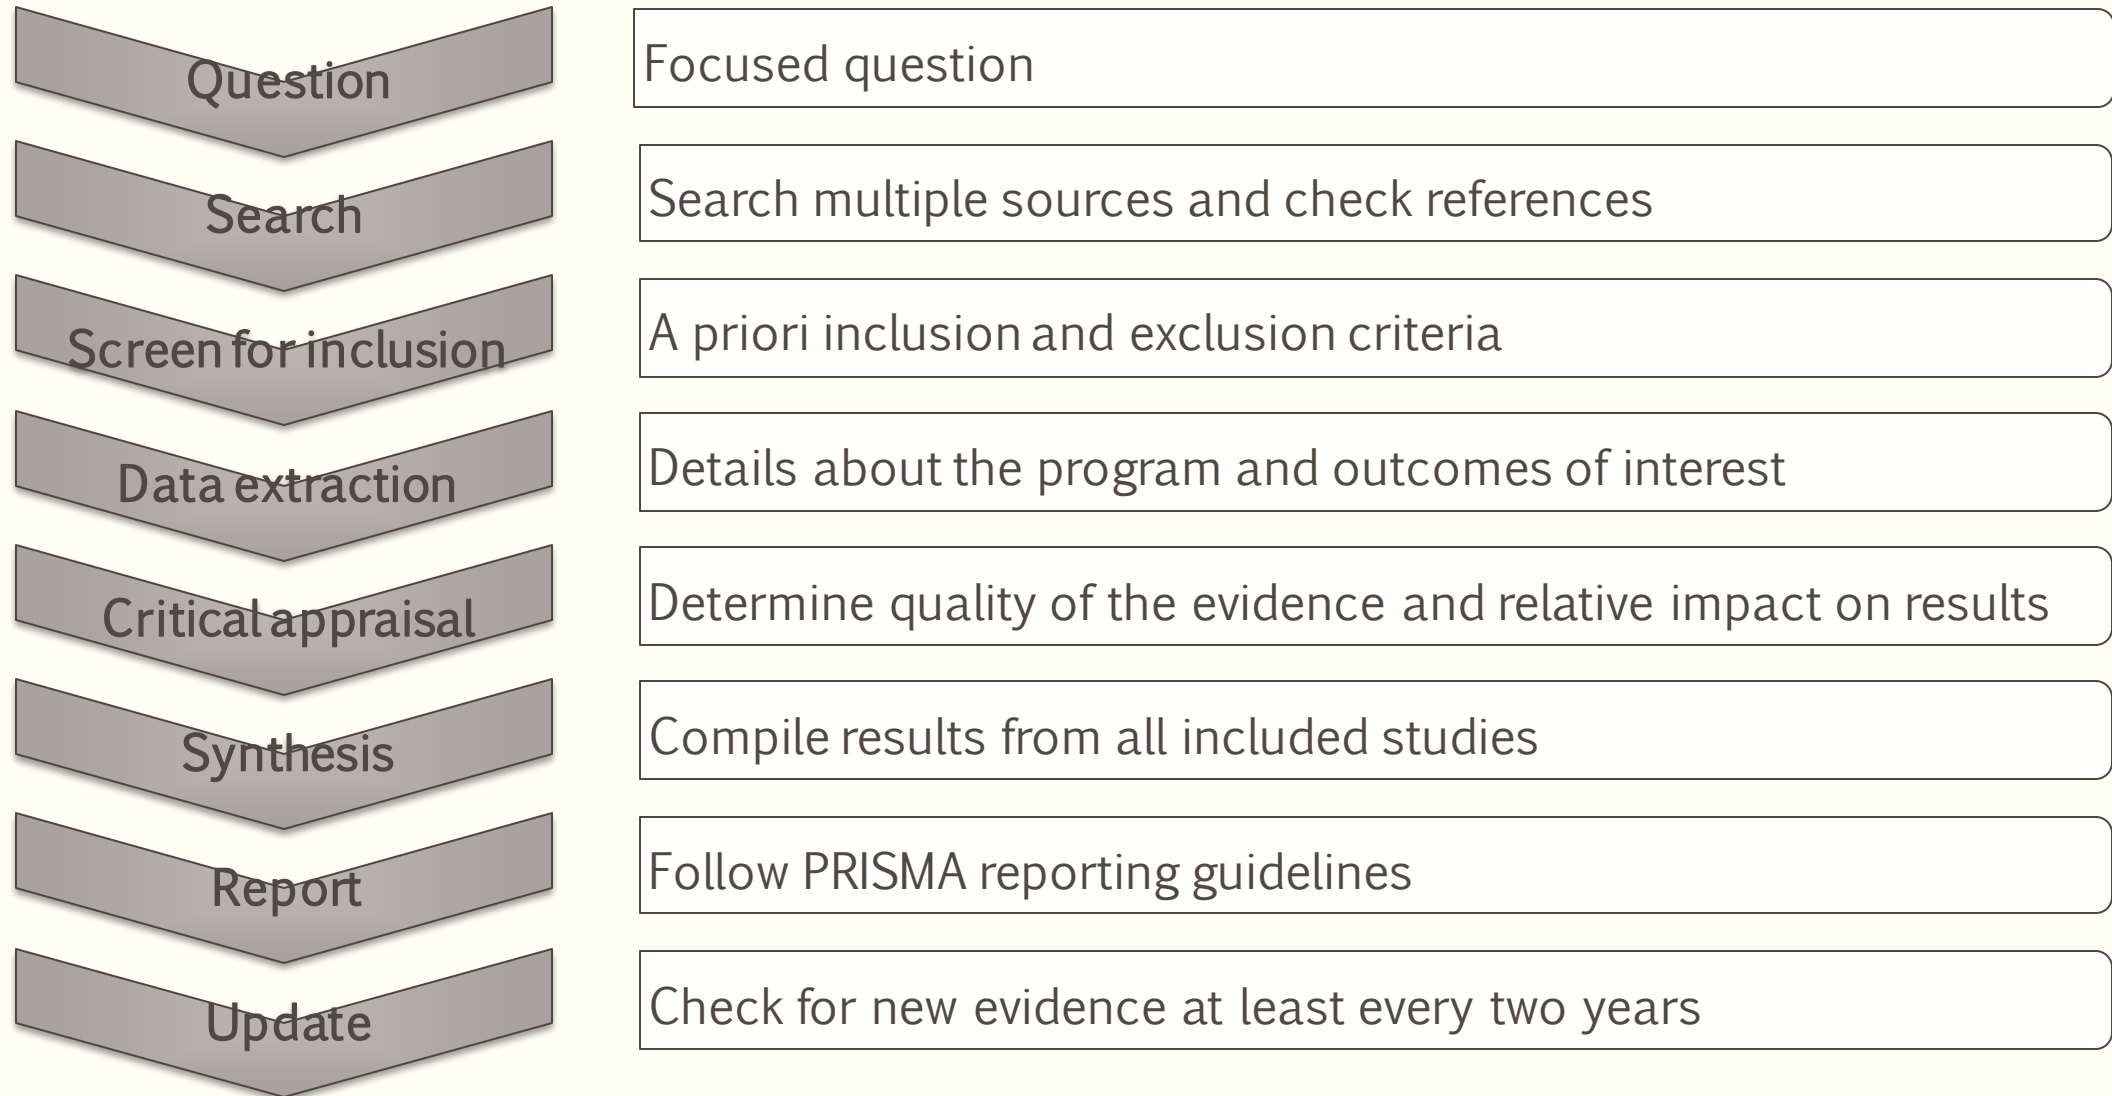 Question
Focused question
Search
Search multiple sources and check references
Screen for inclusion
A priori inclusion and exclusion criteria
Data extraction
Details about the program and outcomes of interest
Critical appraisal
Determine quality of the evidence and relative impact on results
Synthesis
Compile results from all included studies
Report
Follow PRISMA reporting guidelines
Update
Check for new evidence at least every two years